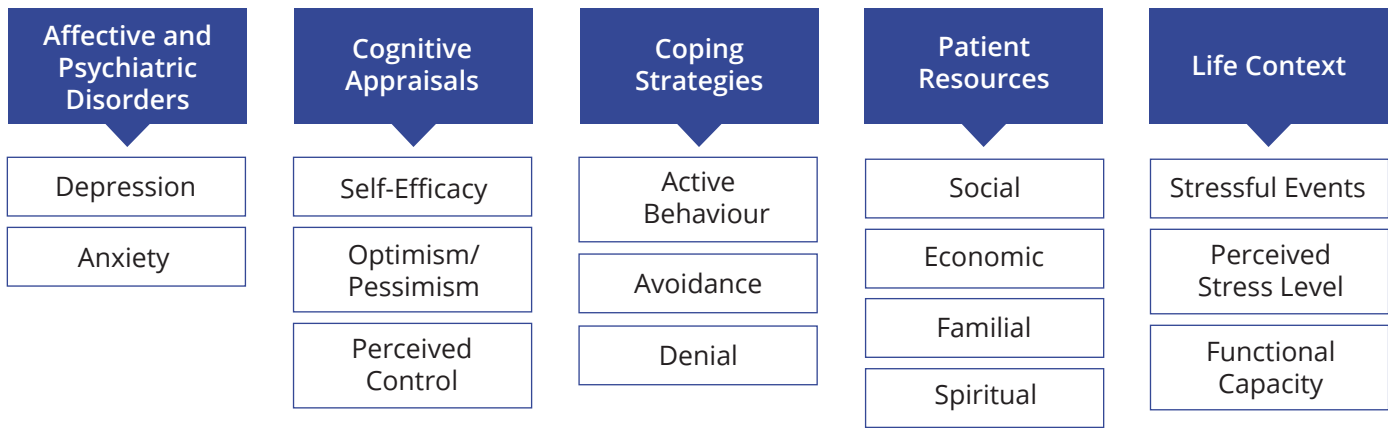 Affective and
Psychiatric
Disorders
Depression
Anxiety
Cognitive
Appraisals
Self-Efficacy
Optimism/
Pessimism
Perceived
Control
Coping
Strategies
Active
Behaviour
Avoidance
Denial
Patient
Resources
Social
Economic
Familial
Spiritual
Life Context
Stressful Events
Perceived
Stress Level
Functional
Capacity